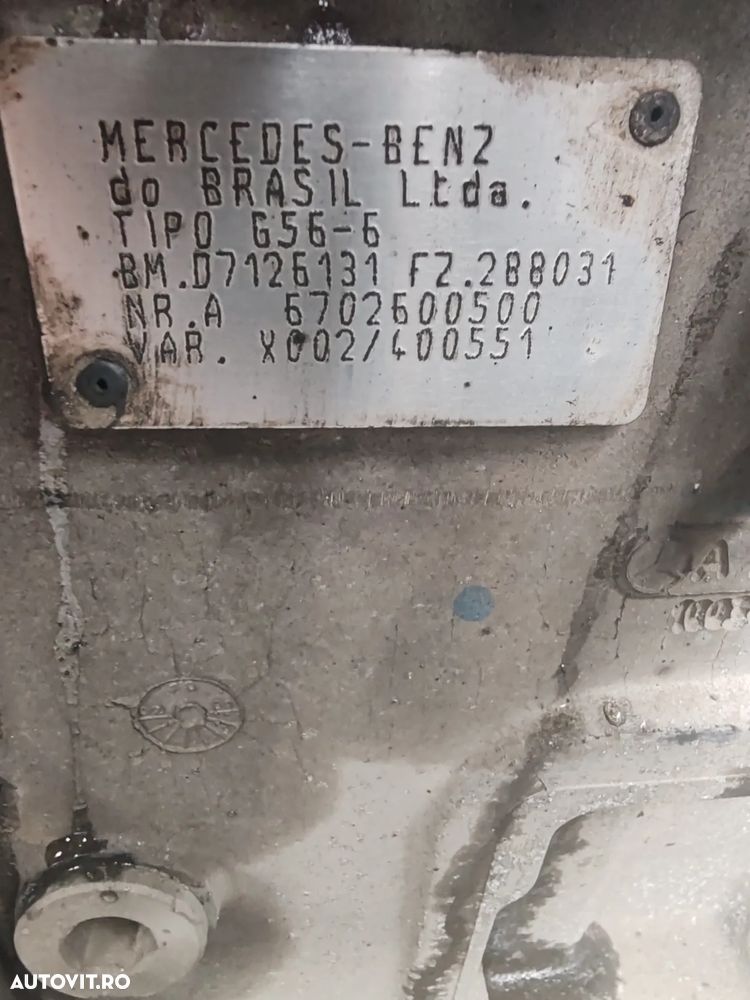 MERCEDES-BENZ
do BRASIL Ltda.
TIPO G56-6
BM.D7126131 FZ.288031
NR.A 6702600500
VAR. X002/400551
AUTOVIT.RO